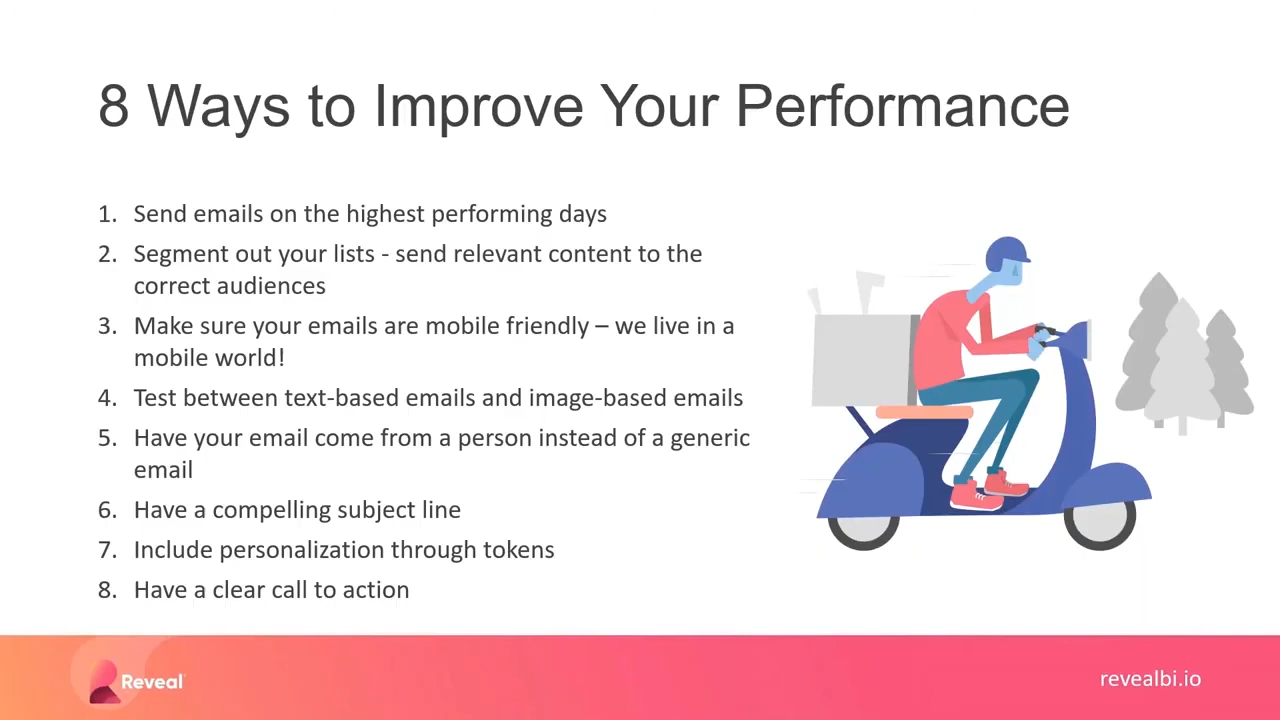 8 Ways to Improve Your Performance
1. Send emails on the highest performing days
2. Segment out your lists - send relevant content to the
correct audiences
3. Make sure your emails are mobile friendly – we live in a
mobile world!
4. Test between text-based emails and image-based emails
5. Have your email come from a person instead of a generic
email
6. Have a compelling subject line
7. Include personalization through tokens
8. Have a clear call to action
Reveal
revealbi.io